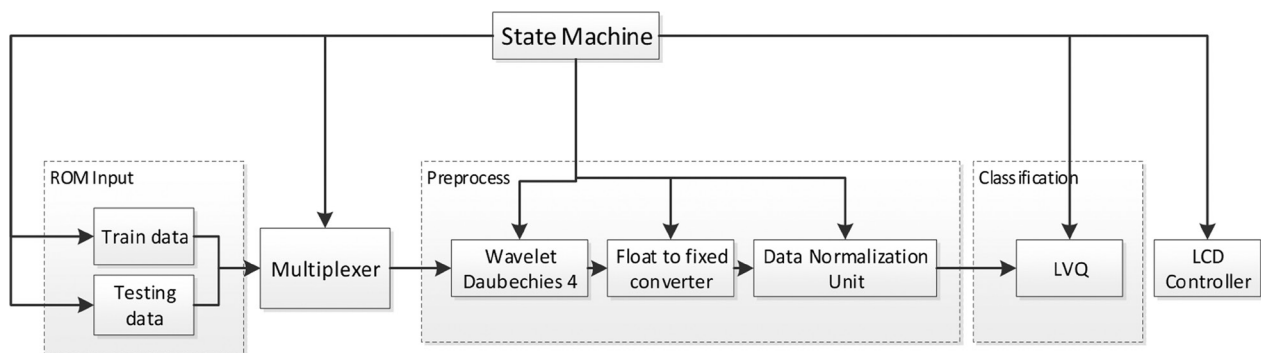 State Machine
ROM Input
Train data
Testing
data
Multiplexer
Preprocess
Wavelet
Daubechies 4
Float to fixed
converter
Data Normalization
Unit
Classification
LVQ
LCD
Controller